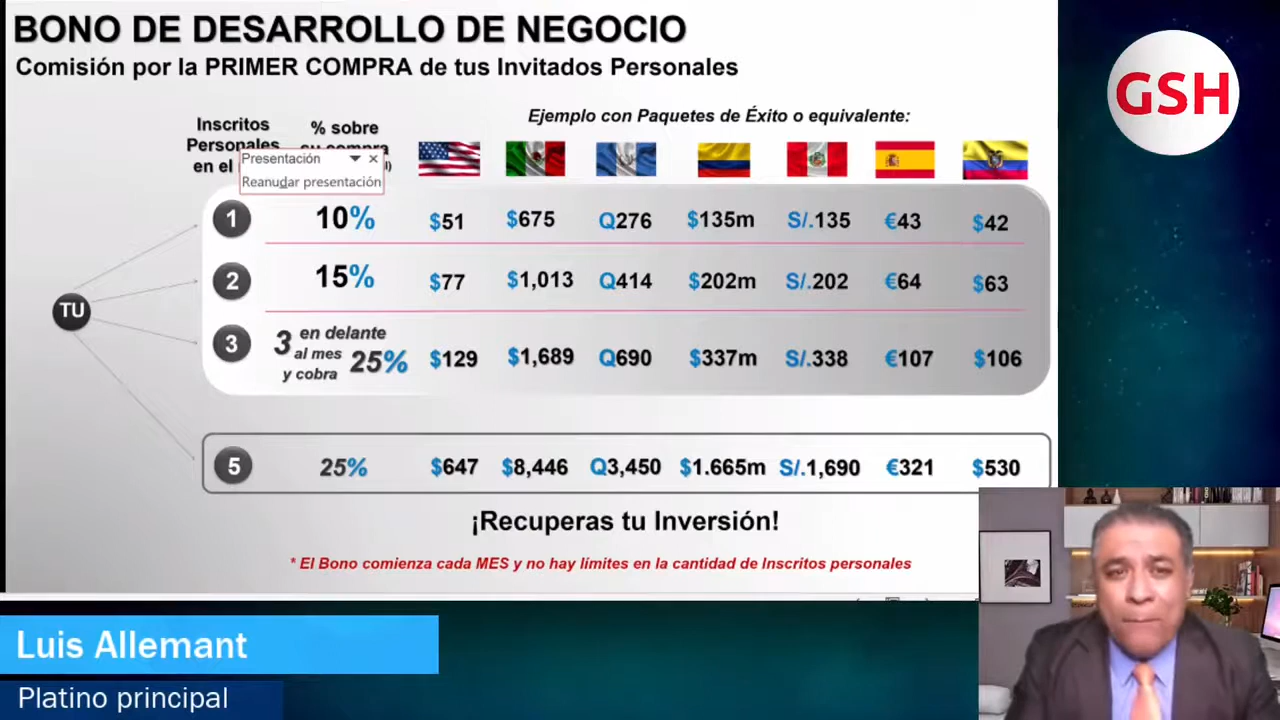 BONO DE DESARROLLO DE NEGOCIO
Comisión por la PRIMER COMPRA de tus Invitados Personales
GSH
Ejemplo con Paquetes de Éxito o equivalente:
Inscritos
Personales
en el
% sobre
su compra
Presentación
Reanudar presentación
TU
1 10% $51 $675 Q276 $135m S/.135 €43 $42
2 15% $77 $1,013 Q414 $202m S/.202 €64 $63
3 3 en delante
al mes
y cobra 25% $129 $1,689 Q690 $337m S/.338 €107 $106
5 25% $647 $8,446 Q3,450 $1.665m S/.1,690 €321 $530
¡Recuperas tu Inversión!
* El Bono comienza cada MES y no hay límites en la cantidad de Inscritos personales
Luis Allemant
Platino principal